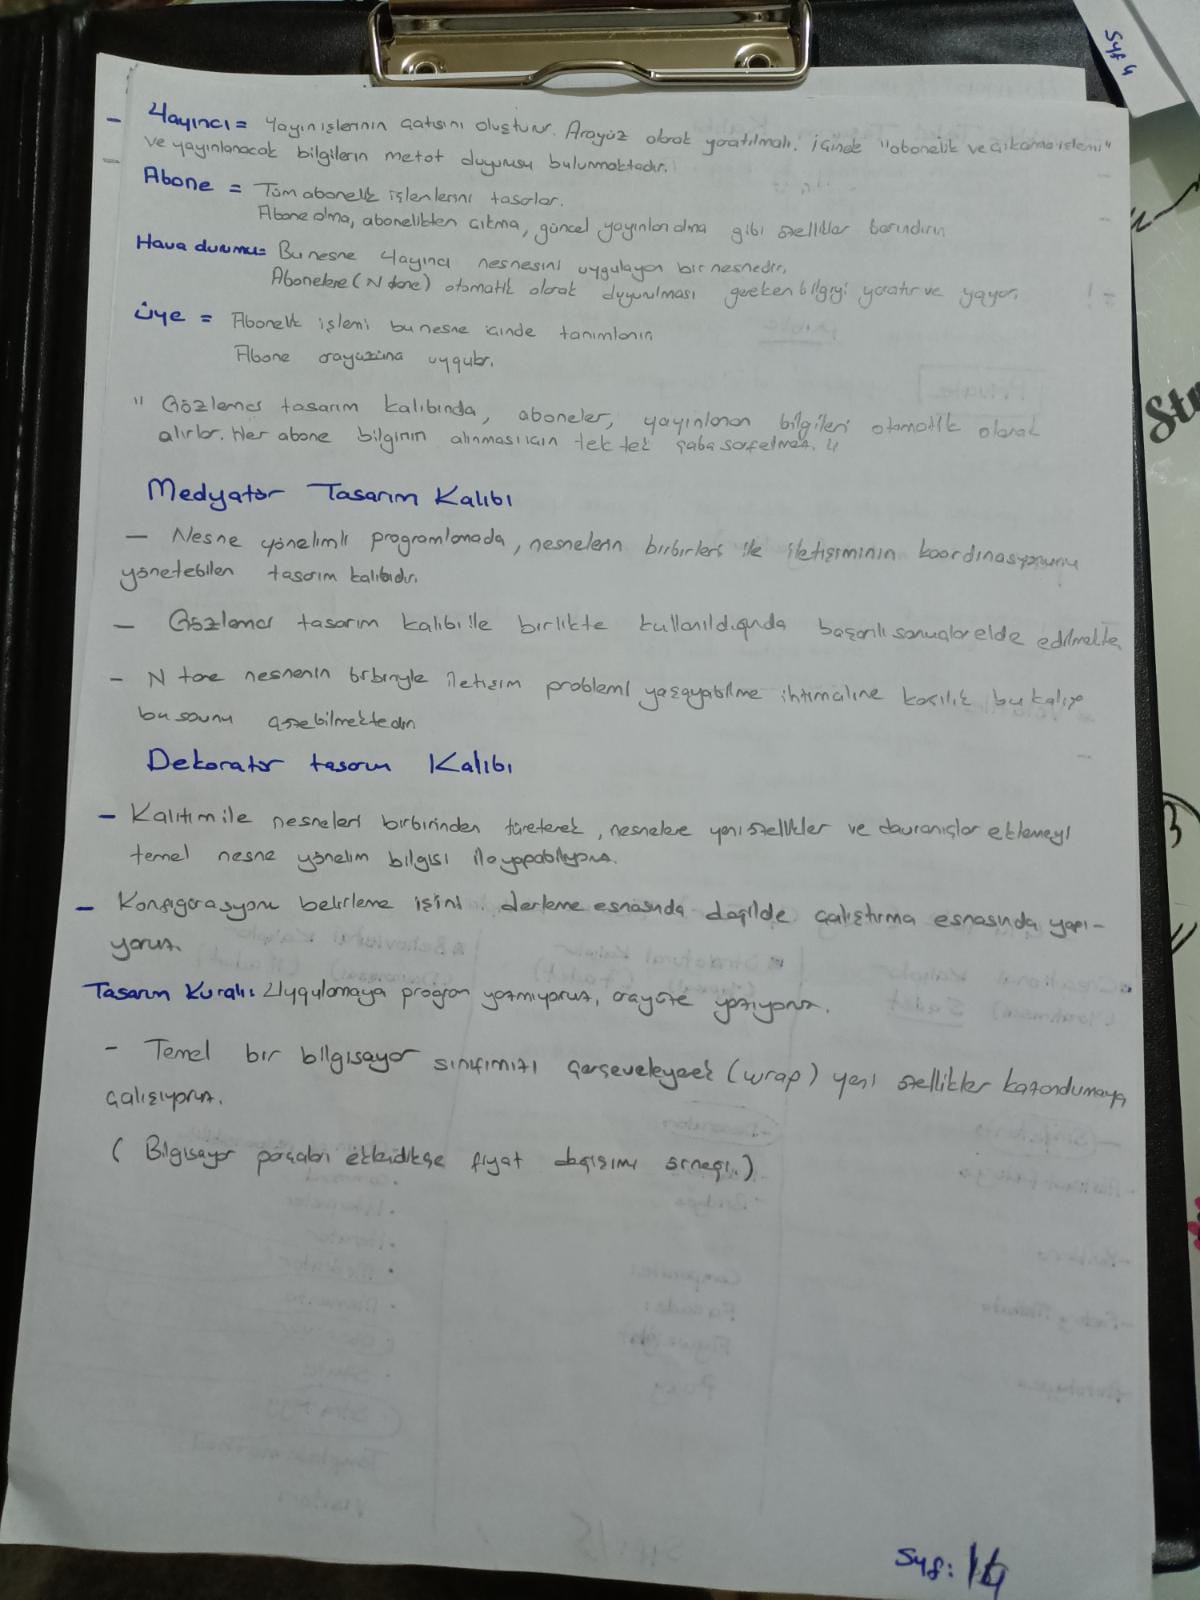 Syf 4
- Yayıncı = Yayın işlerinin çatısını oluşturur. Arayüz olarak yaratılmalı. İçinde "abonelik ve çıkarma işlemi"
ve yayınlanacak bilgilerin metot duyurusu bulunmaktadır.
Abone = Tüm abonelik işlemlerini tasarlar.
Abone olma, abonelikten çıkma, güncel yayınları alma gibi özellikler barındırır.
Hava durumu = Bu nesne Yayıncı nesnesini uygulayan bir nesnedir.
Abonelere (N tane) otomatik olarak duyurulması gereken bilgiyi yaratır ve yayar.
Üye = Abonelik işlemi bu nesne içinde tanımlanır.
Abone arayüzünü uygular.
" Gözlemci tasarım kalıbında, aboneler, yayınlanan bilgileri otomatik olarak
alırlar. Her abone bilginin alınması için tek tek çaba sarfetmez. "
Medyatör Tasarım Kalıbı
- Nesne yönelimli programlamada, nesnelerin birbirleri ile iletişiminin koordinasyonunu
yönetebilen tasarım kalıbıdır.
- Gözlemci tasarım kalıbı ile birlikte kullanıldığında başarılı sonuçlar elde edilmekte.
- N tane nesnenin birbiriyle iletişim problemi yaşayabilme ihtimaline karşılık bu kalıp
bu sorunu çözebilmektedir.
Dekoratör tasarım Kalıbı
- Kalıtım ile nesneleri birbirinden türeterek, nesnelere yeni özellikler ve davranışlar eklemeyi
temel nesne yönelim bilgisi ile yapabiliyoruz.
- Konfigürasyonu belirleme işini derleme esnasında değilde çalıştırma esnasında yapı-
yoruz.
Tasarım Kuralı: Uygulamaya program yazmıyoruz, arayüze yazıyoruz.
- Temel bir bilgisayar sınıfımızı çerçeveleyerek (wrap) yeni özellikler kazandırmaya
çalışıyoruz.
( Bilgisayar parçaları ekledikçe fiyat değişimi örneği. )
Syf: 14